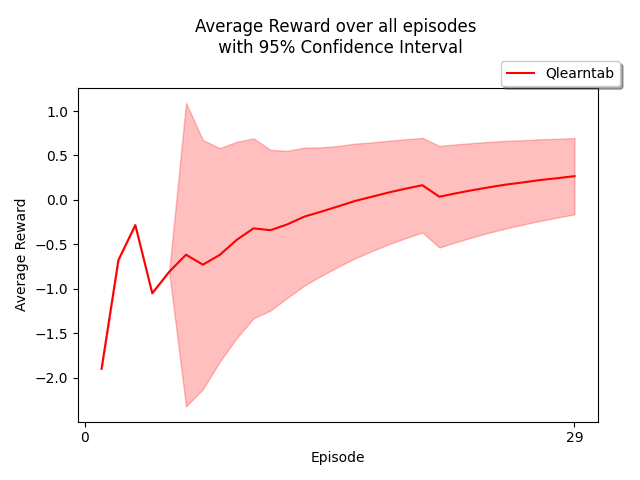 Average Reward over all episodes
with 95% Confidence Interval
Qlearntab
1.0
0.5
0.0
−0.5
−1.0
−1.5
−2.0
Average Reward
0
29
Episode